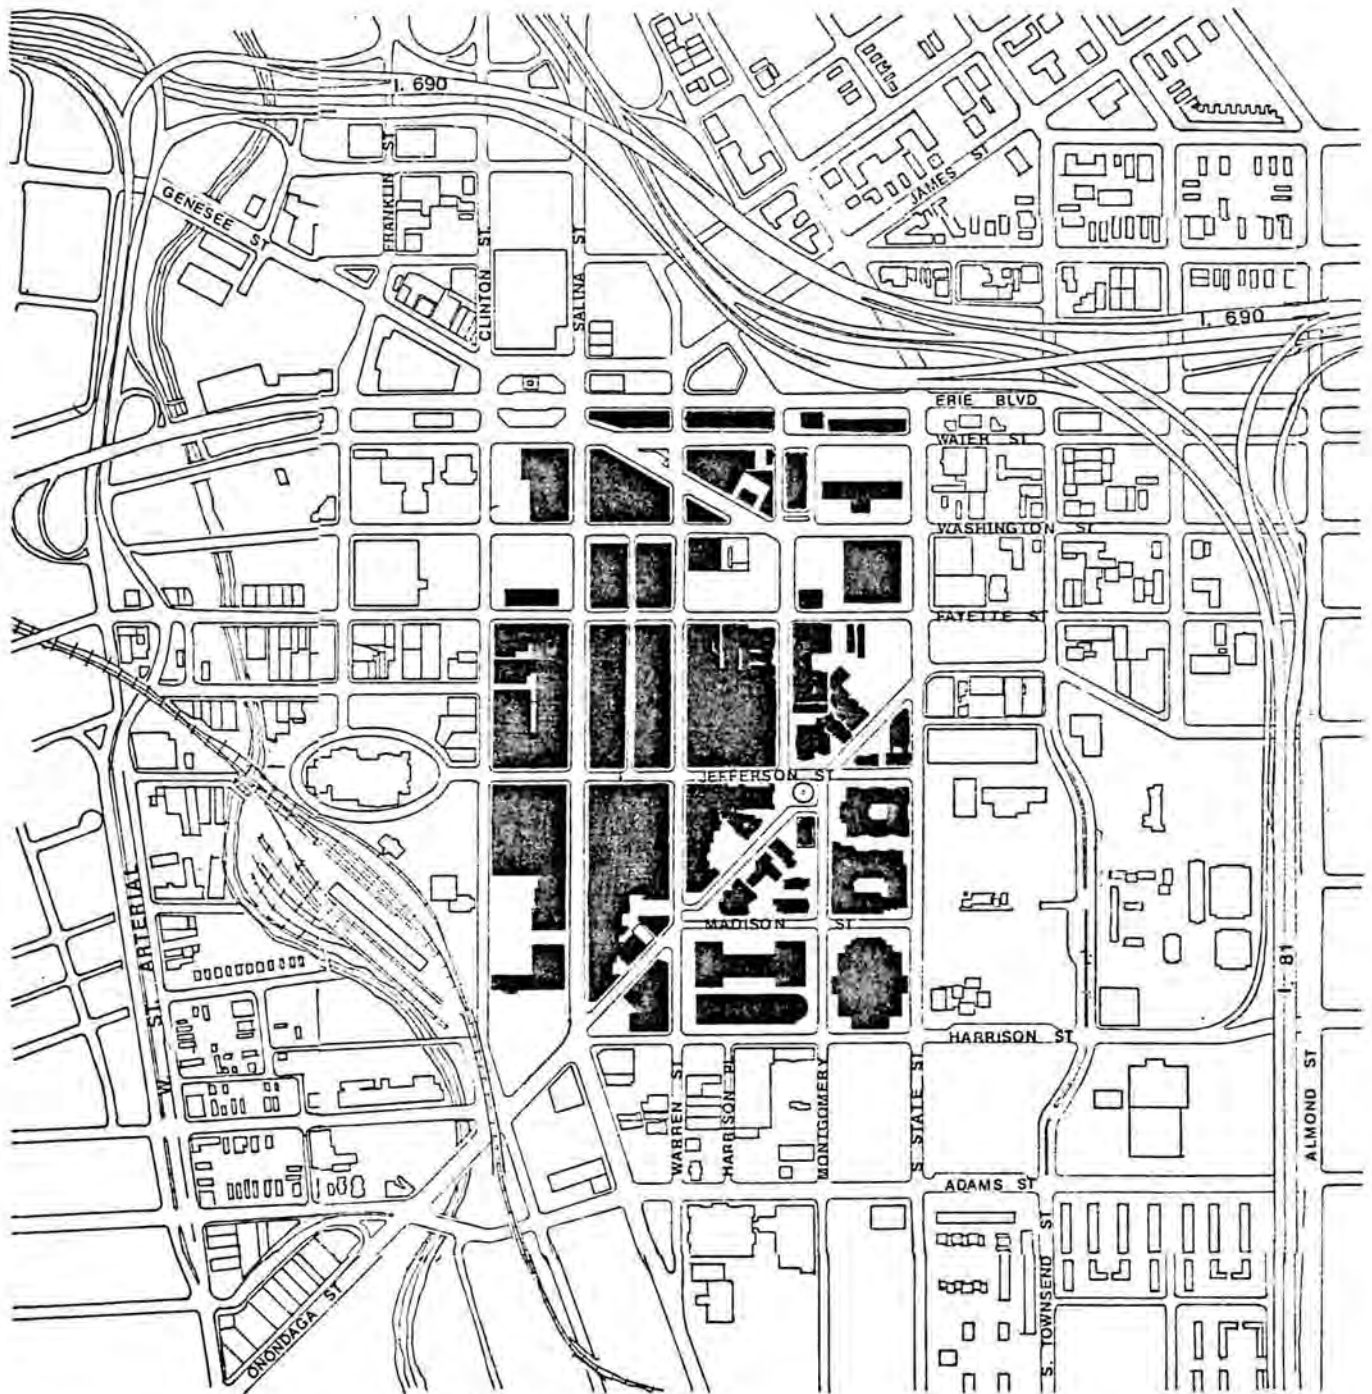 I. 690
FRANKLIN ST
JAMES ST
GENESEE ST
CLINTON ST.
SALINA ST.
I. 690
ERIE BLVD
WATER ST
WASHINGTON ST.
FAYETTE ST
JEFFERSON ST
W. ST. ARTERIAL
MADISON ST
I- 81
HARRISON ST
WARREN ST
HARRISON PL
MONTGOMERY
S. STATE ST
ALMOND ST
ADAMS ST
S. TOWNSEND ST
ONONDAGA ST